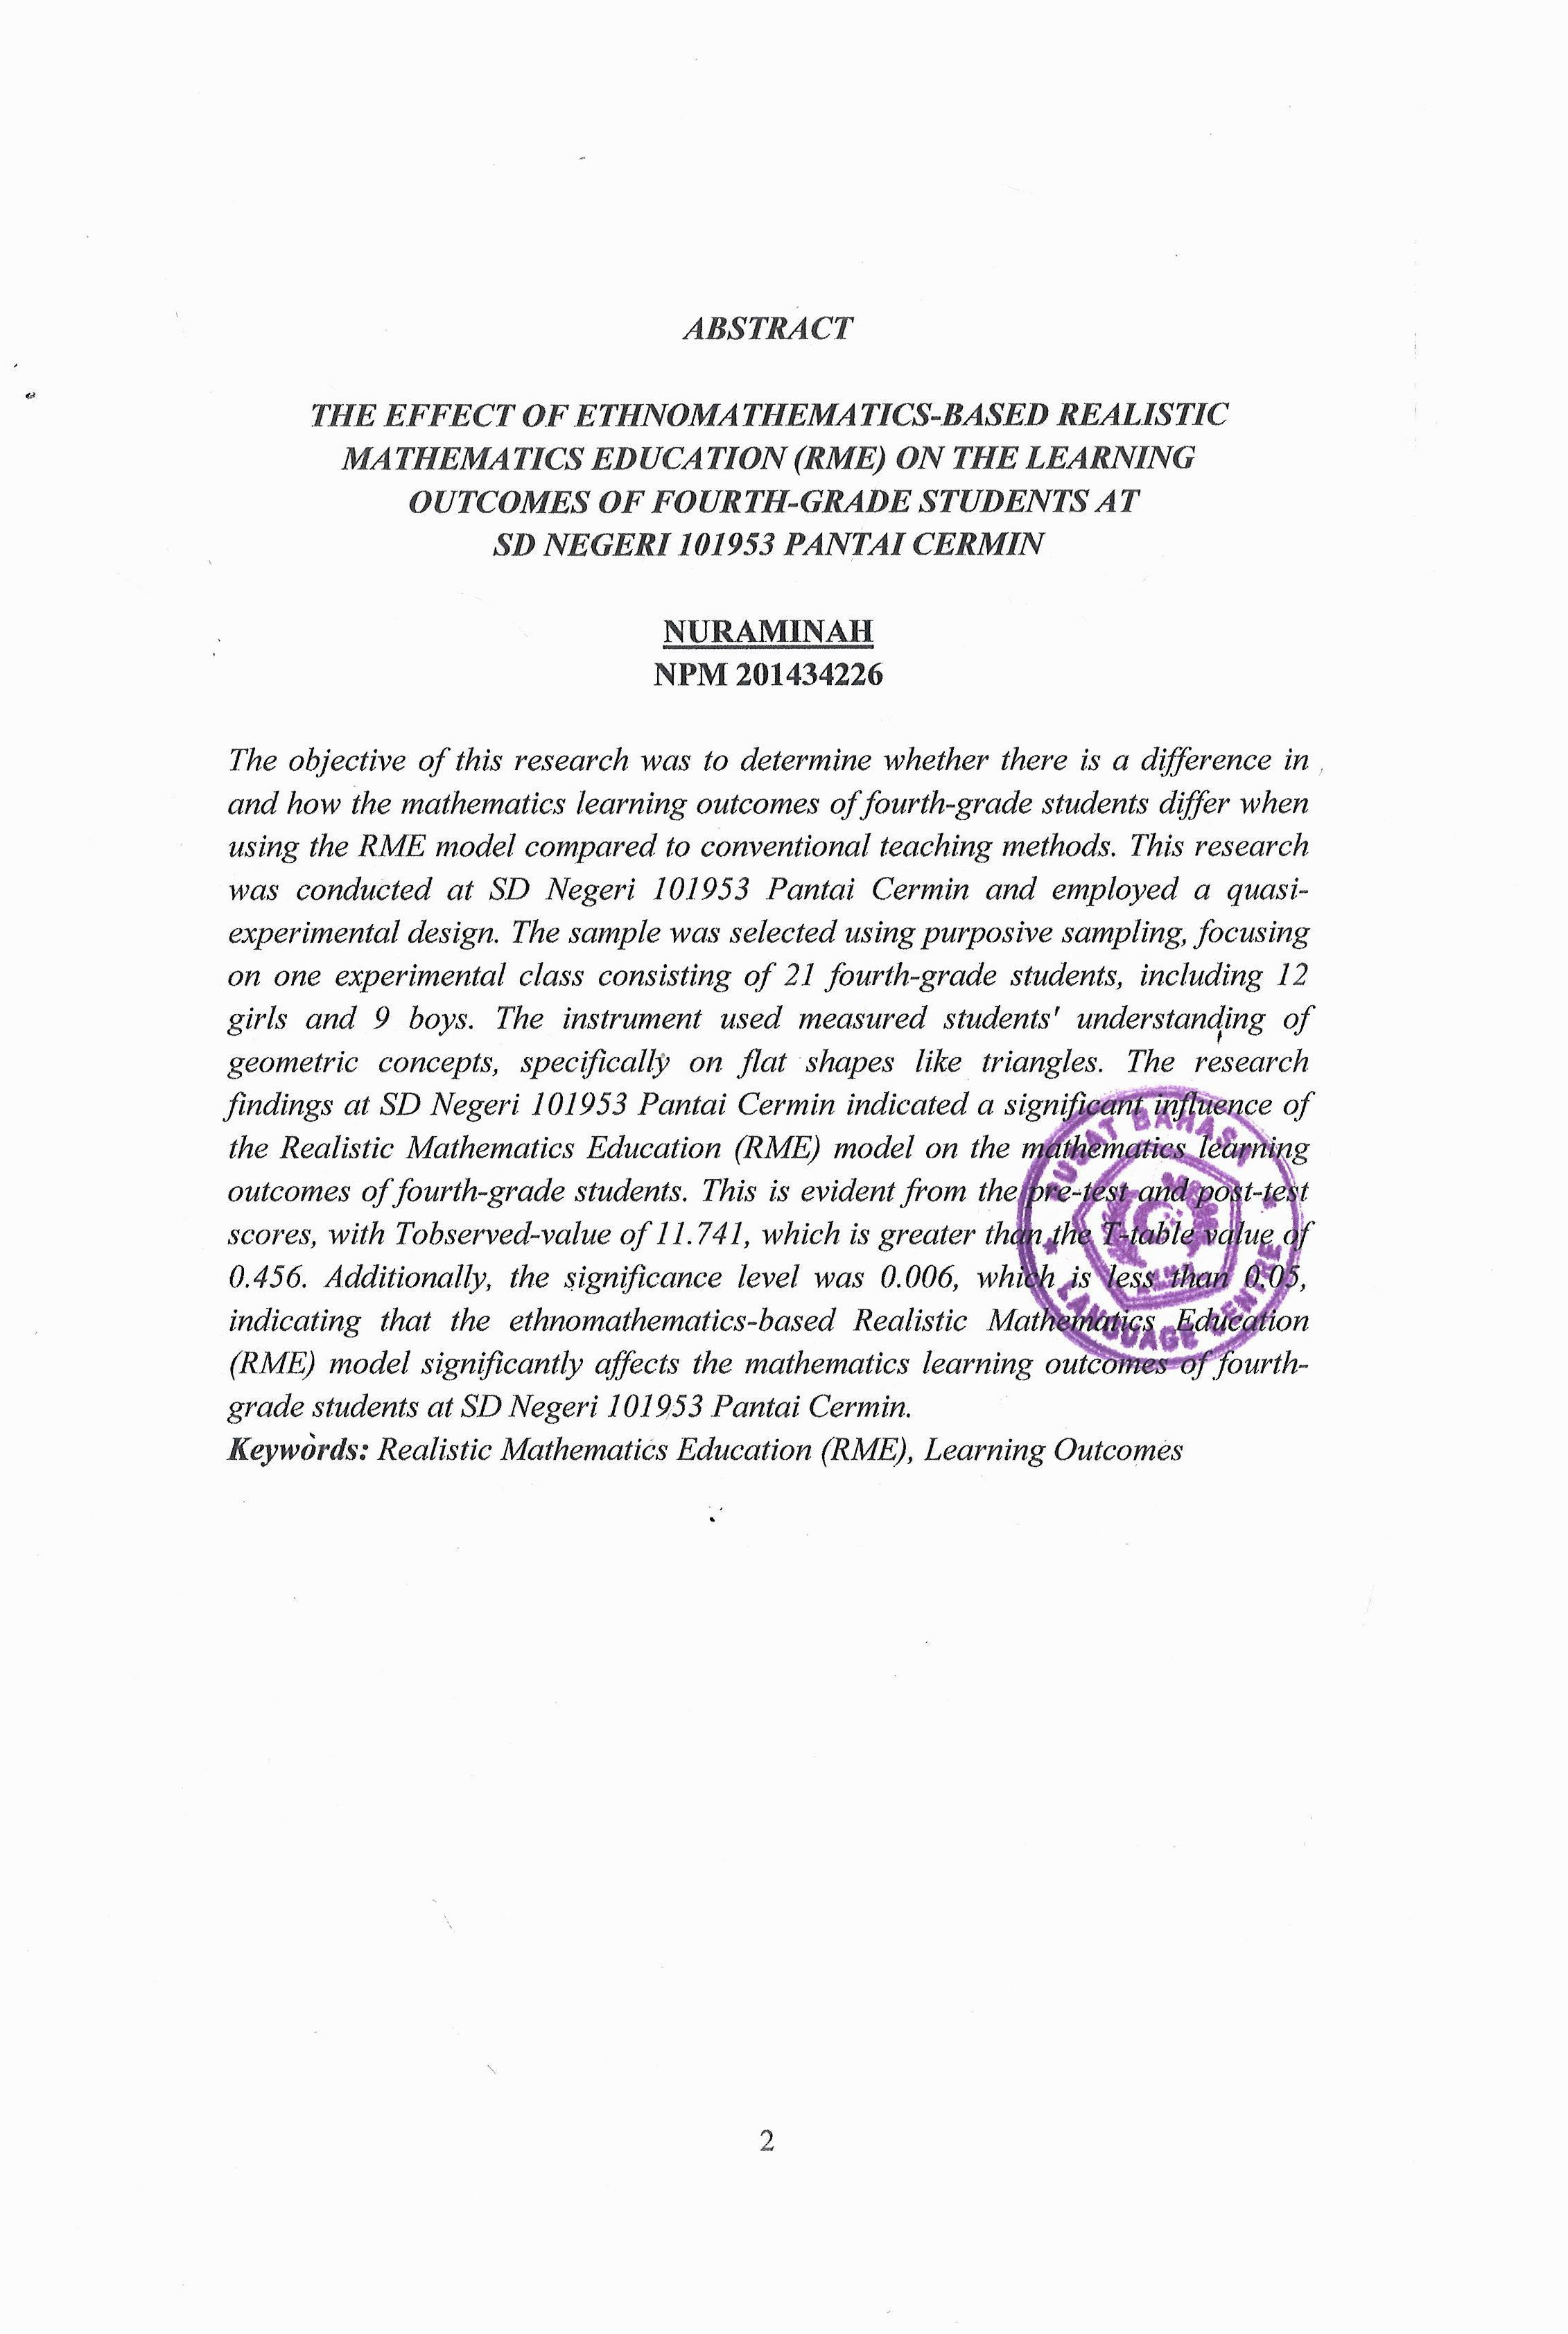 ABSTRACT
THE EFFECT OF ETHNOMATHEMATICS-BASED REALISTIC
MATHEMATICS EDUCATION (RME) ON THE LEARNING
OUTCOMES OF FOURTH-GRADE STUDENTS AT
SD NEGERI 101953 PANTAI CERMIN
NURAMINAH
NPM 201434226
The objective of this research was to determine whether there is a difference in
and how the mathematics learning outcomes of fourth-grade students differ when
using the RME model compared to conventional teaching methods. This research
was conducted at SD Negeri 101953 Pantai Cermin and employed a quasi-
experimental design. The sample was selected using purposive sampling, focusing
on one experimental class consisting of 21 fourth-grade students, including 12
girls and 9 boys. The instrument used measured students' understanding of
geometric concepts, specifically on flat shapes like triangles. The research
findings at SD Negeri 101953 Pantai Cermin indicated a significant influence of
the Realistic Mathematics Education (RME) model on the mathematics learning
outcomes of fourth-grade students. This is evident from the pre-test and post-test
scores, with Tobserved-value of 11.741, which is greater than the T-table value of
0.456. Additionally, the significance level was 0.006, which is less than 0.05,
indicating that the ethnomathematics-based Realistic Mathematics Education
(RME) model significantly affects the mathematics learning outcomes of fourth-
grade students at SD Negeri 101953 Pantai Cermin.
Keywords: Realistic Mathematics Education (RME), Learning Outcomes
PUSAT BAHASA
LANGUAGE CENTRE
2